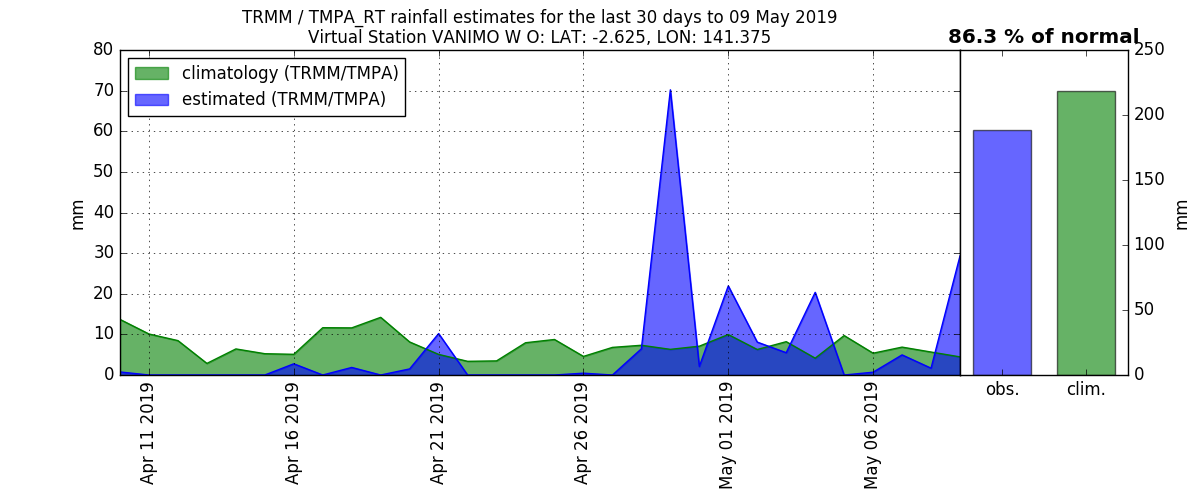 TRMM / TMPA_RT rainfall estimates for the last 30 days to 09 May 2019
Virtual Station VANIMO W O: LAT: -2.625, LON: 141.375
86.3 % of normal
climatology (TRMM/TMPA)
estimated (TRMM/TMPA)
mm
80
70
60
50
40
30
20
10
0
Apr 11 2019
Apr 16 2019
Apr 21 2019
Apr 26 2019
May 01 2019
May 06 2019
obs.
clim.
250
200
150
100
50
0
mm